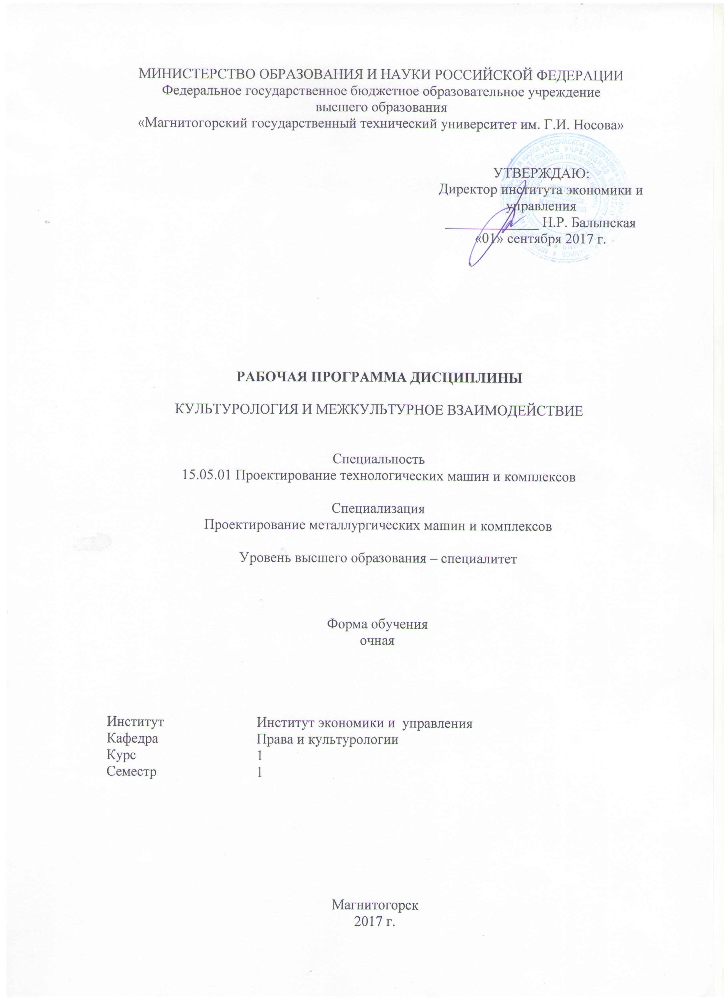 МИНИСТЕРСТВО ОБРАЗОВАНИЯ И НАУКИ РОССИЙСКОЙ ФЕДЕРАЦИИ
Федеральное государственное бюджетное образовательное учреждение
высшего образования
«Магнитогорский государственный технический университет им. Г.И. Носова»
УТВЕРЖДАЮ:
Директор института экономики и
управления
_____________ Н.Р. Балынская
«01» сентября 2017 г.
РАБОЧАЯ ПРОГРАММА ДИСЦИПЛИНЫ
КУЛЬТУРОЛОГИЯ И МЕЖКУЛЬТУРНОЕ ВЗАИМОДЕЙСТВИЕ
Специальность
15.05.01 Проектирование технологических машин и комплексов
Специализация
Проектирование металлургических машин и комплексов
Уровень высшего образования – специалитет
Форма обучения
очная
Институт Институт экономики и управления
Кафедра Права и культурологии
Курс 1
Семестр 1
Магнитогорск
2017 г.